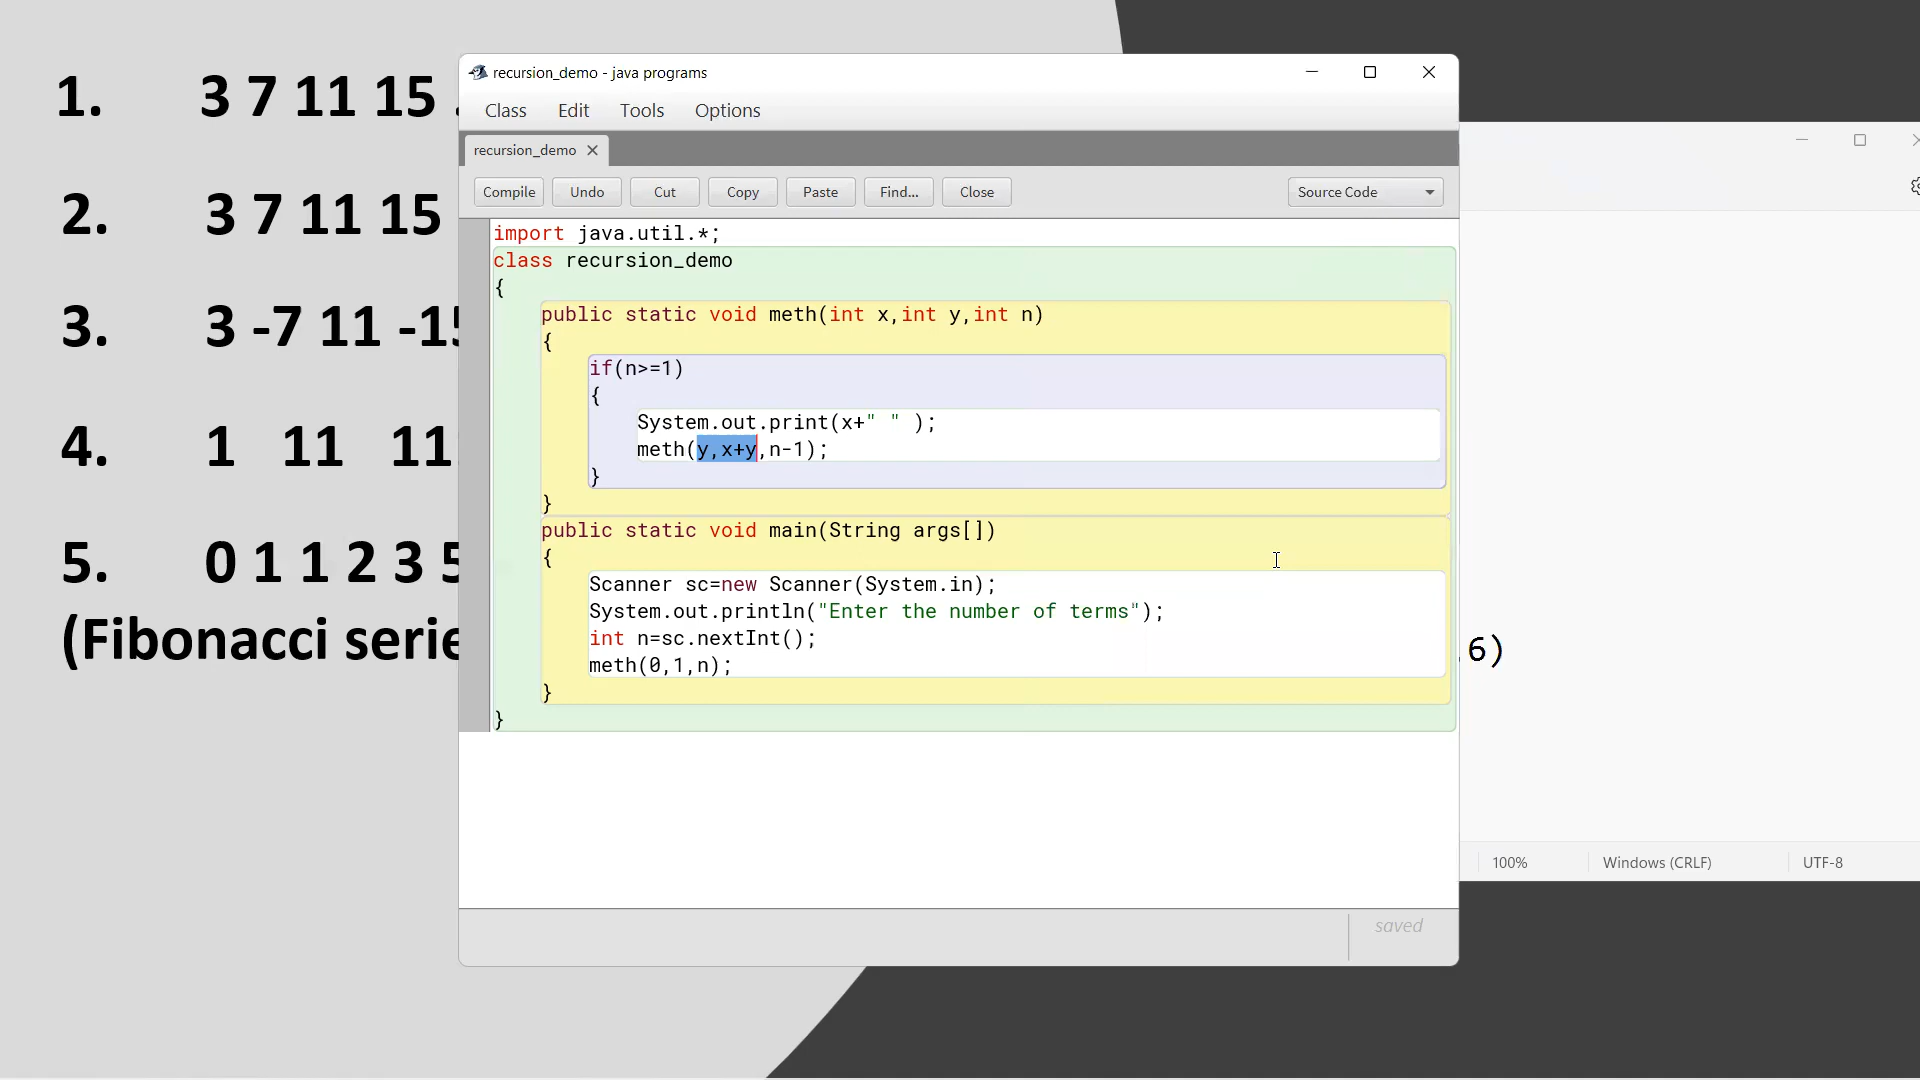 1. 3 7 11 15 .
2. 3 7 11 15
3. 3 -7 11 -15
4. 1 11 11
5. 0 1 1 2 3 5
(Fibonacci serie
recursion_demo - java programs
Class Edit Tools Options
recursion_demo
Compile Undo Cut Copy Paste Find... Close Source Code
import java.util.*;
class recursion_demo
{
public static void meth(int x,int y,int n)
{
if(n>=1)
{
System.out.print(x+" " );
meth(y,x+y,n-1);
}
}
public static void main(String args[])
{
Scanner sc=new Scanner(System.in);
System.out.println("Enter the number of terms");
int n=sc.nextInt();
meth(0,1,n);
}
}
saved
6)
100% Windows (CRLF) UTF-8